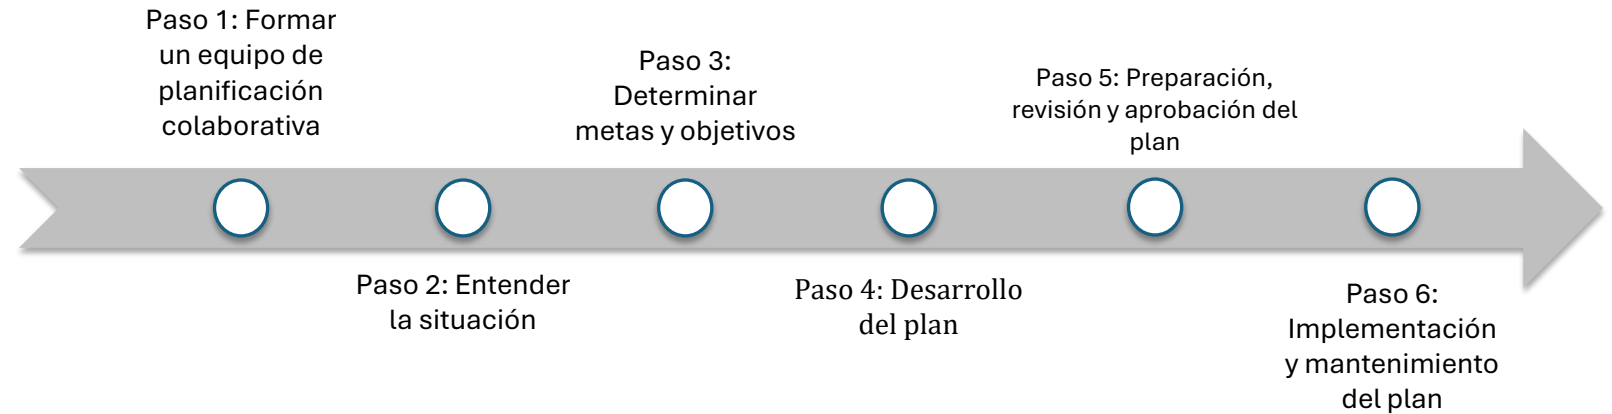 Paso 1: Formar
un equipo de
planificación
colaborativa
Paso 2: Entender
la situación
Paso 3:
Determinar
metas y objetivos
Paso 4: Desarrollo
del plan
Paso 5: Preparación,
revisión y aprobación del
plan
Paso 6:
Implementación
y mantenimiento
del plan